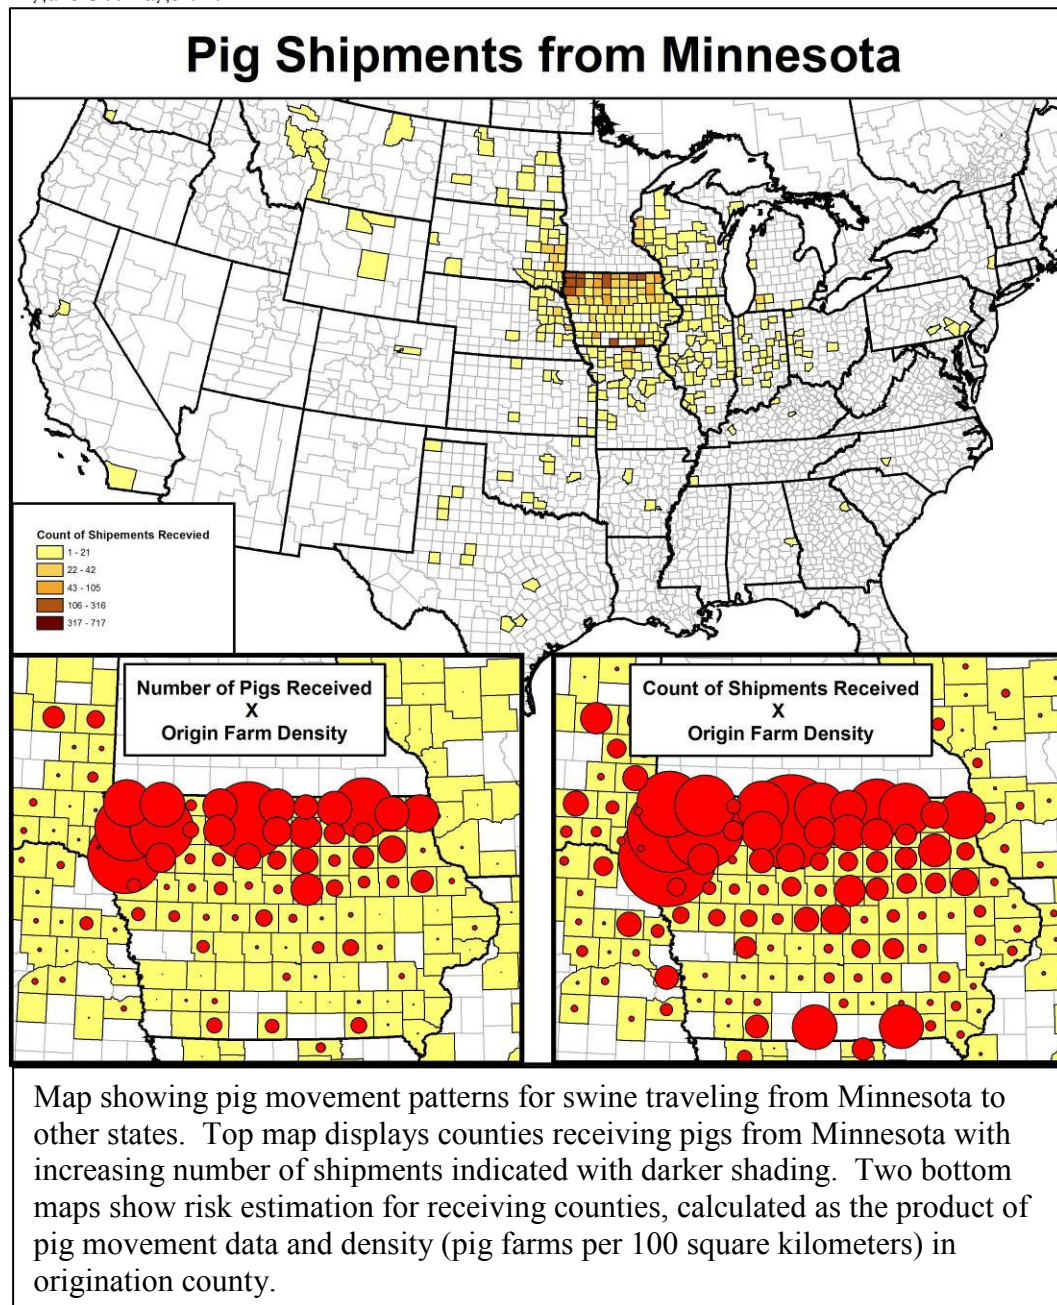 Pig Shipments from Minnesota
Count of Shipements Recevied
1 - 21
22 - 42
43 - 105
106 - 316
317 - 717
Number of Pigs Received
X
Origin Farm Density
Count of Shipments Received
X
Origin Farm Density
Map showing pig movement patterns for swine traveling from Minnesota to
other states.  Top map displays counties receiving pigs from Minnesota with
increasing number of shipments indicated with darker shading.  Two bottom
maps show risk estimation for receiving counties, calculated as the product of
pig movement data and density (pig farms per 100 square kilometers) in
origination county.